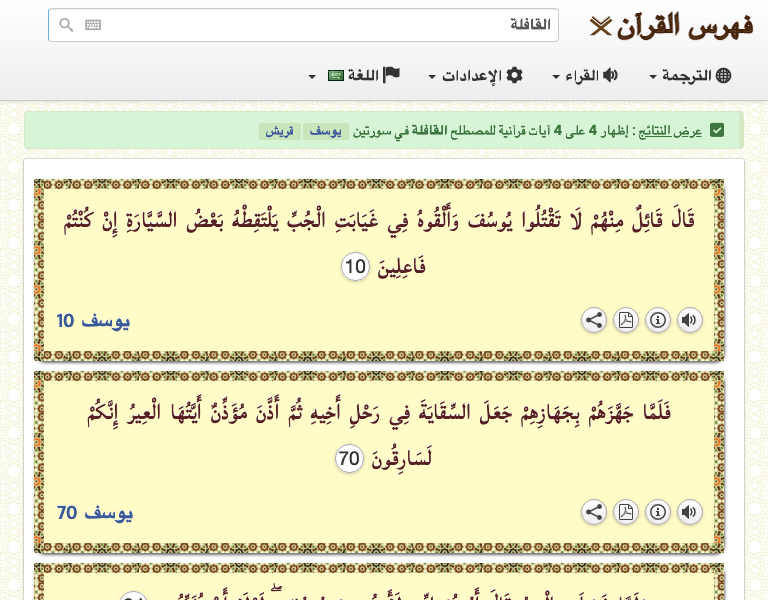 فهرس القرآن
القافلة
الترجمة القراء الإعدادات اللغة
عرض النتائج : إظهار 4 على 4 آيات قرآنية للمصطلح القافلة في سورتين يوسف قريش
قَالَ قَائِلٌ مِنْهُمْ لَا تَقْتُلُوا يُوسُفَ وَأَلْقُوهُ فِي غَيَابَتِ الْجُبِّ يَلْتَقِطْهُ بَعْضُ السَّيَّارَةِ إِنْ كُنْتُمْ
فَاعِلِينَ 10
يوسف 10
فَلَمَّا جَهَّزَهُمْ بِجَهَازِهِمْ جَعَلَ السِّقَايَةَ فِي رَحْلِ أَخِيهِ ثُمَّ أَذَّنَ مُؤَذِّنٌ أَيَّتُهَا الْعِيرُ إِنَّكُمْ
لَسَارِقُونَ 70
يوسف 70